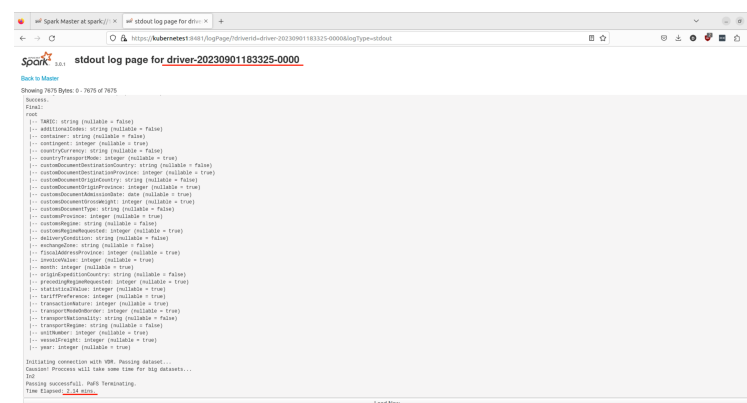 Spark Master at spark://
stdout log page for drive
https://kubernetes1:8481/logPage/?driverId=driver-20230901183325-0000&logType=stdout
Spark 3.0.1 stdout log page for driver-20230901183325-0000
Back to Master
Showing 7675 Bytes: 0 - 7675 of 7675
Success.
Final:
root
|-- TARIC: string (nullable = false)
|-- additionalCodes: string (nullable = false)
|-- container: string (nullable = false)
|-- contingent: integer (nullable = true)
|-- countryCurrency: string (nullable = false)
|-- countryTransportMode: integer (nullable = true)
|-- customDocumentDestinationCountry: string (nullable = false)
|-- customDocumentDestinationProvince: integer (nullable = true)
|-- customDocumentOriginCountry: string (nullable = false)
|-- customDocumentOriginProvince: integer (nullable = true)
|-- customsDocumentAdmissionDate: date (nullable = true)
|-- customsDocumentGrossWeight: integer (nullable = true)
|-- customsDocumentType: string (nullable = false)
|-- customsProvince: integer (nullable = true)
|-- customsRegime: string (nullable = false)
|-- customsRegimeRequested: integer (nullable = true)
|-- deliveryCondition: string (nullable = false)
|-- exchangeZone: string (nullable = false)
|-- fiscalAddressProvince: integer (nullable = true)
|-- invoiceValue: integer (nullable = true)
|-- month: integer (nullable = true)
|-- originExpeditionCountry: string (nullable = false)
|-- precedingRegimeRequested: integer (nullable = true)
|-- statisticalValue: integer (nullable = true)
|-- tariffPreference: integer (nullable = true)
|-- transactionNature: integer (nullable = true)
|-- transportModeOnBorder: integer (nullable = true)
|-- transportNationality: string (nullable = false)
|-- transportRegime: string (nullable = false)
|-- unitNumber: integer (nullable = true)
|-- vesselFreight: integer (nullable = true)
|-- year: integer (nullable = true)
Initiating connection with VDR. Passing dataset...
Causion! Proccess will take some time for big datasets...
In2
Passing successfull. PaFS Terminating.
Time Elapsed: 2.14 mins.